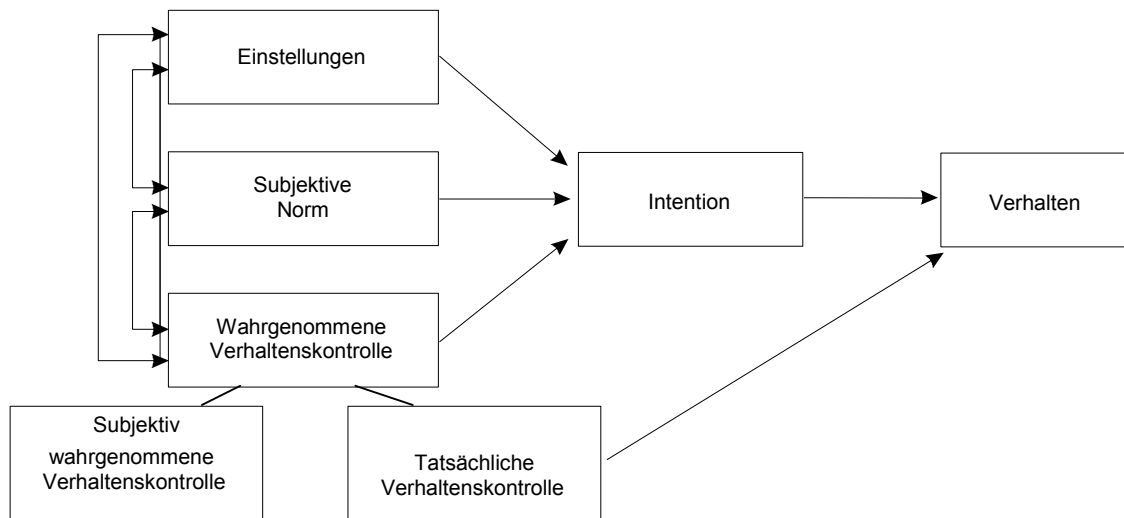 Einstellungen
Subjektive
Norm
Wahrgenommene
Verhaltenskontrolle
Subjektiv
wahrgenommene
Verhaltenskontrolle
Tatsächliche
Verhaltenskontrolle
Intention
Verhalten